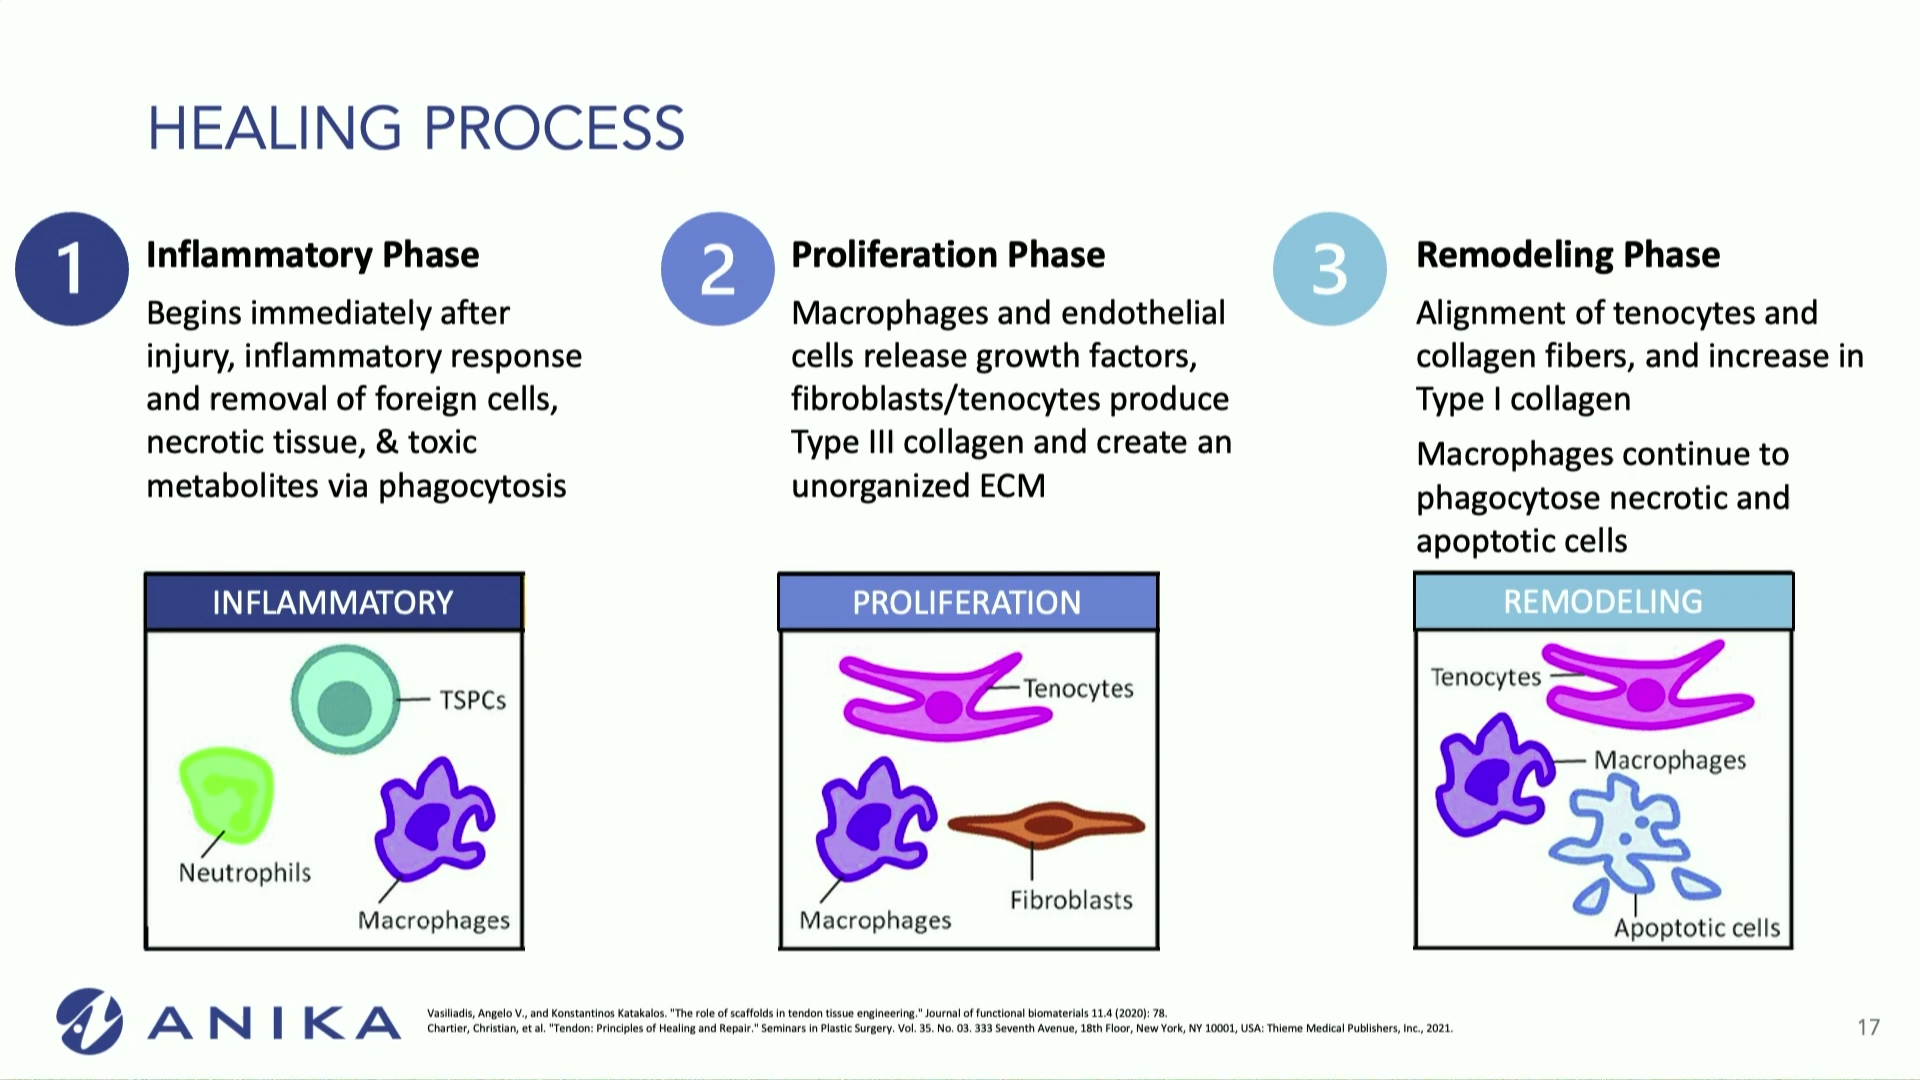 HEALING PROCESS
1
Inflammatory Phase
Begins immediately after
injury, inflammatory response
and removal of foreign cells,
necrotic tissue, & toxic
metabolites via phagocytosis
2
Proliferation Phase
Macrophages and endothelial
cells release growth factors,
fibroblasts/tenocytes produce
Type III collagen and create an
unorganized ECM
3
Remodeling Phase
Alignment of tenocytes and
collagen fibers, and increase in
Type I collagen
Macrophages continue to
phagocytose necrotic and
apoptotic cells
INFLAMMATORY
TSPCs
Neutrophils
Macrophages
PROLIFERATION
Tenocytes
Macrophages
Fibroblasts
REMODELING
Tenocytes
Macrophages
Apoptotic cells
ANIKA
Vasiliadis, Angelo V., and Konstantinos Katakalos. "The role of scaffolds in tendon tissue engineering." Journal of functional biomaterials 11.4 (2020): 78.
Chartier, Christian, et al. "Tendon: Principles of Healing and Repair." Seminars in Plastic Surgery. Vol. 35. No. 03. 333 Seventh Avenue, 18th Floor, New York, NY 10001, USA: Thieme Medical Publishers, Inc., 2021.
17